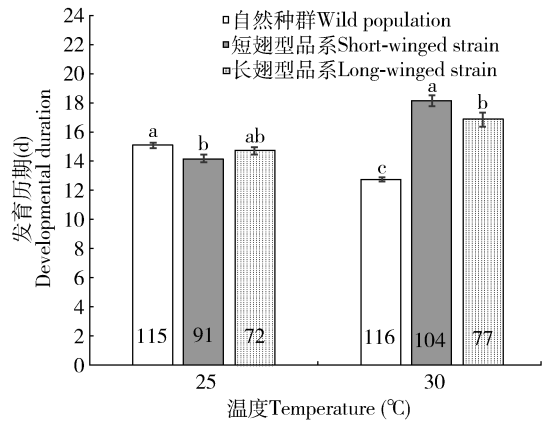 自然种群Wild population
短翅型品系Short-winged strain
长翅型品系Long-winged strain
发育历期(d)
Developmental duration
24
22
20
18
16
14
12
10
8
6
4
2
0
a
b
ab
c
a
b
115
91
72
116
104
77
25
30
温度Temperature (℃)